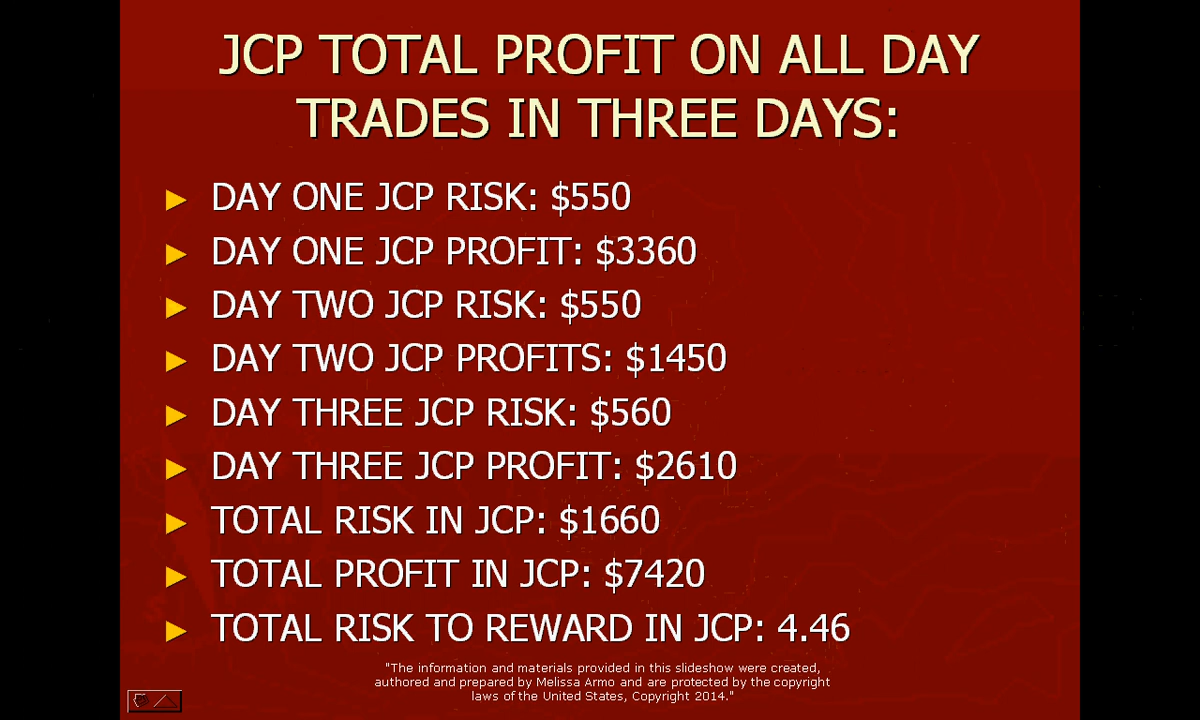 JCP TOTAL PROFIT ON ALL DAY
TRADES IN THREE DAYS:
► DAY ONE JCP RISK: $550
► DAY ONE JCP PROFIT: $3360
► DAY TWO JCP RISK: $550
► DAY TWO JCP PROFITS: $1450
► DAY THREE JCP RISK: $560
► DAY THREE JCP PROFIT: $2610
► TOTAL RISK IN JCP: $1660
► TOTAL PROFIT IN JCP: $7420
► TOTAL RISK TO REWARD IN JCP: 4.46
"The information and materials provided in this slideshow were created,
authored and prepared by Melissa Armo and are protected by the copyright
laws of the United States, Copyright 2014."